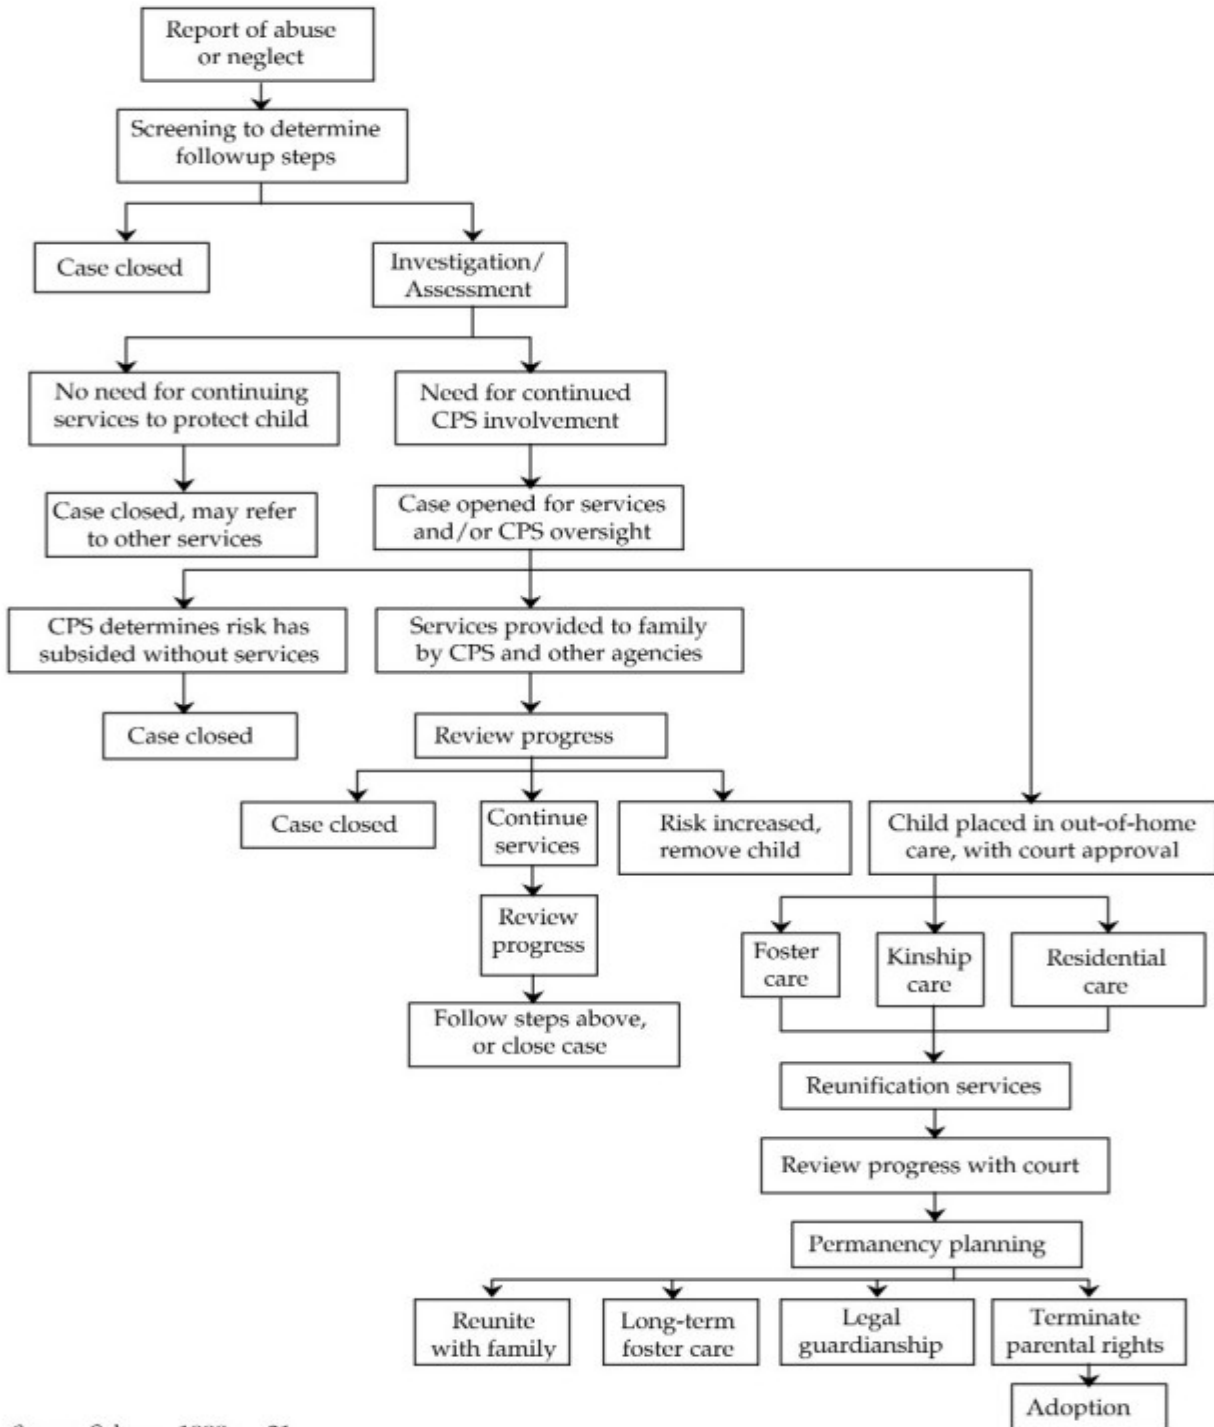 Report of abuse
or neglect
Screening to determine
followup steps
Case closed
Investigation/
Assessment
No need for continuing
services to protect child
Need for continued
CPS involvement
Case closed, may refer
to other services
Case opened for services
and/or CPS oversight
CPS determines risk has
subsided without services
Services provided to family
by CPS and other agencies
Case closed
Review progress
Case closed
Continue
services
Risk increased,
remove child
Child placed in out-of-home
care, with court approval
Review
progress
Foster
care
Kinship
care
Residential
care
Follow steps above,
or close case
Reunification services
Review progress with court
Permanency planning
Reunite
with family
Long-term
foster care
Legal
guardianship
Terminate
parental rights
Adoption